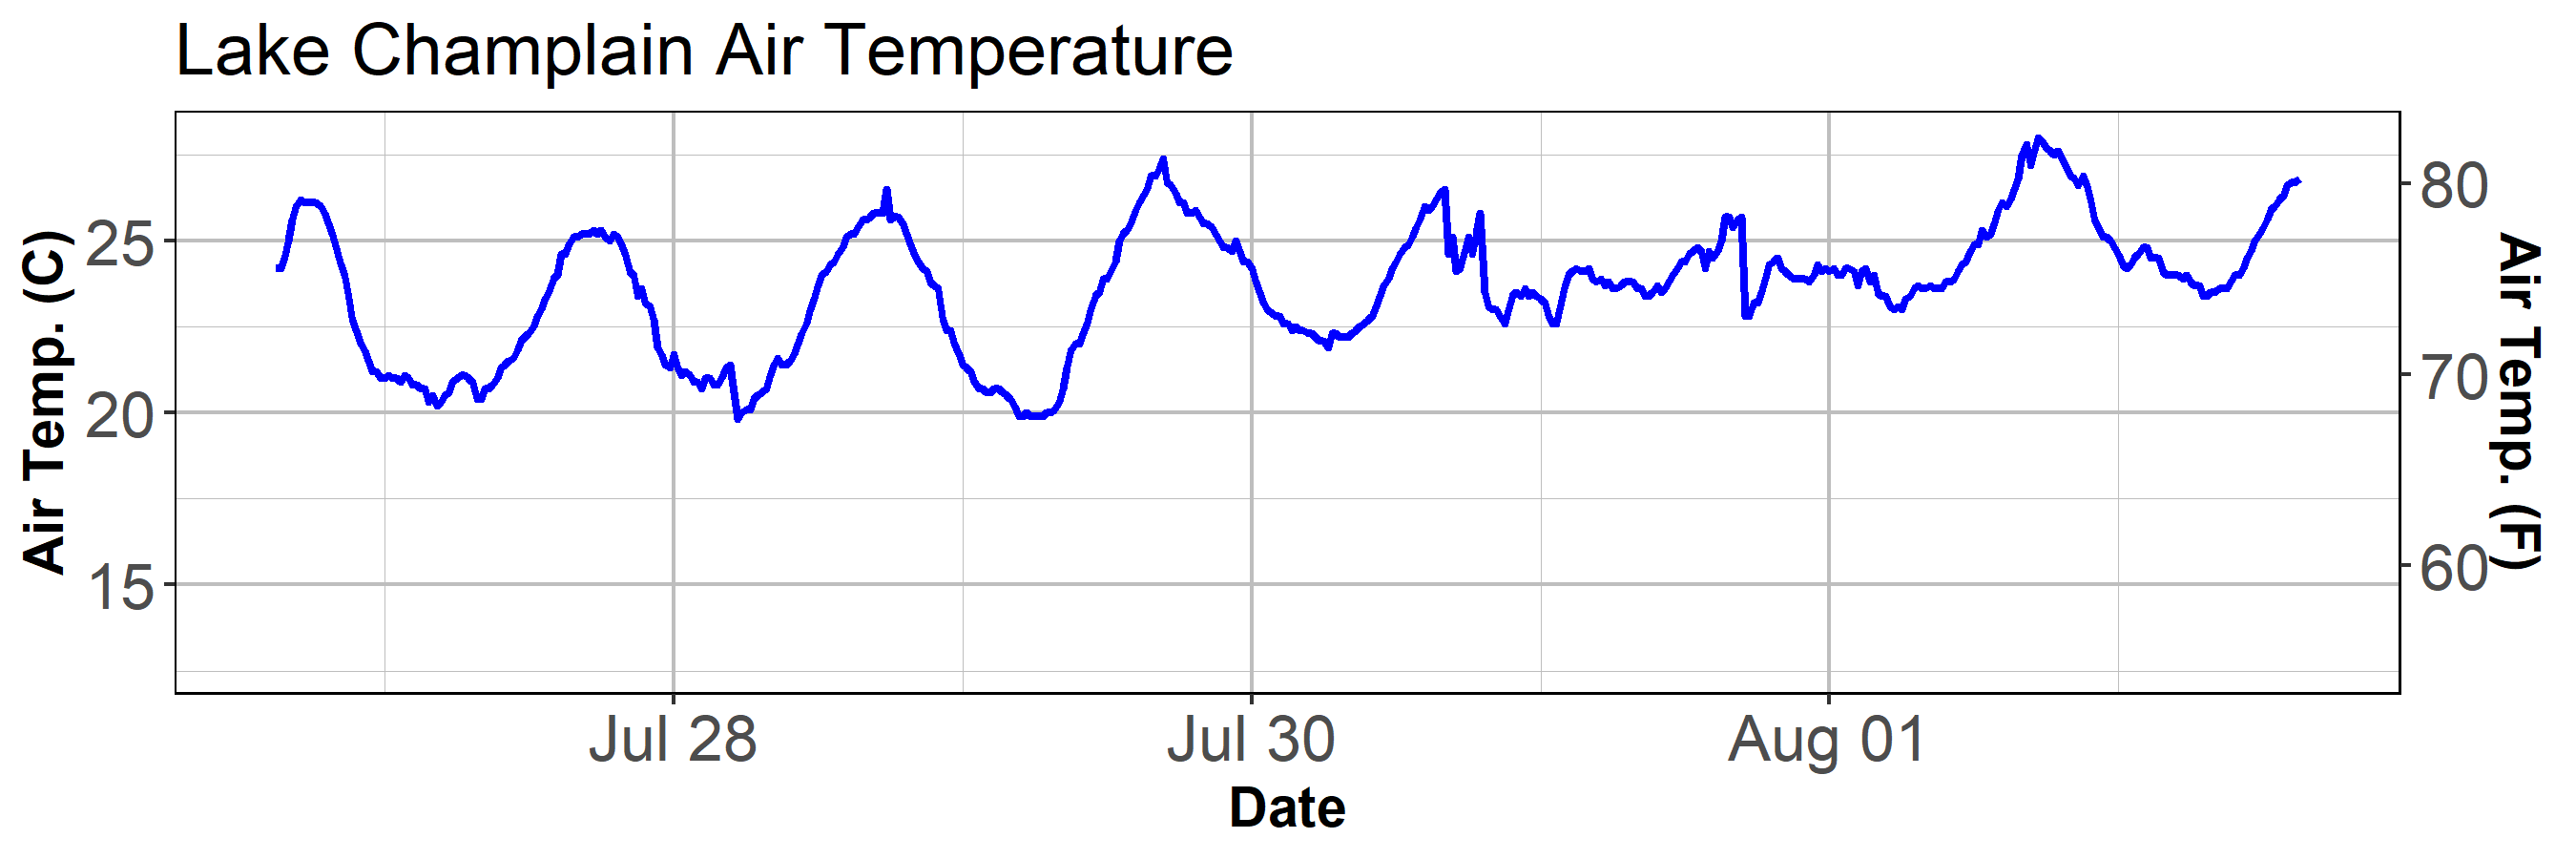 Lake Champlain Air Temperature
Air Temp. (C)
25
20
15
80
70
60
Air Temp. (F)
Jul 28
Jul 30
Aug 01
Date